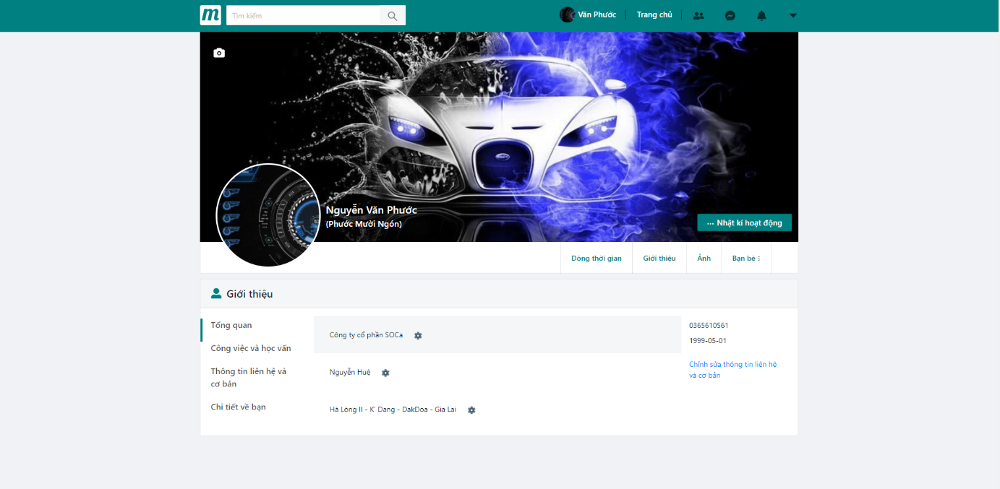 m
Tìm kiếm
Văn Phước
Trang chủ
Nguyễn Văn Phước
(Phước Mười Ngón)
··· Nhật kí hoạt động
Dòng thời gian
Giới thiệu
Ảnh
Bạn bè 5
Giới thiệu
Tổng quan
Công việc và học vấn
Thông tin liên hệ và
cơ bản
Chi tiết về bạn
Công ty cổ phần SOCa
Nguyễn Huệ
Hà Lòng II - K' Dang - DakDoa - Gia Lai
0365610561
1999-05-01
Chỉnh sửa thông tin liên hệ
và cơ bản